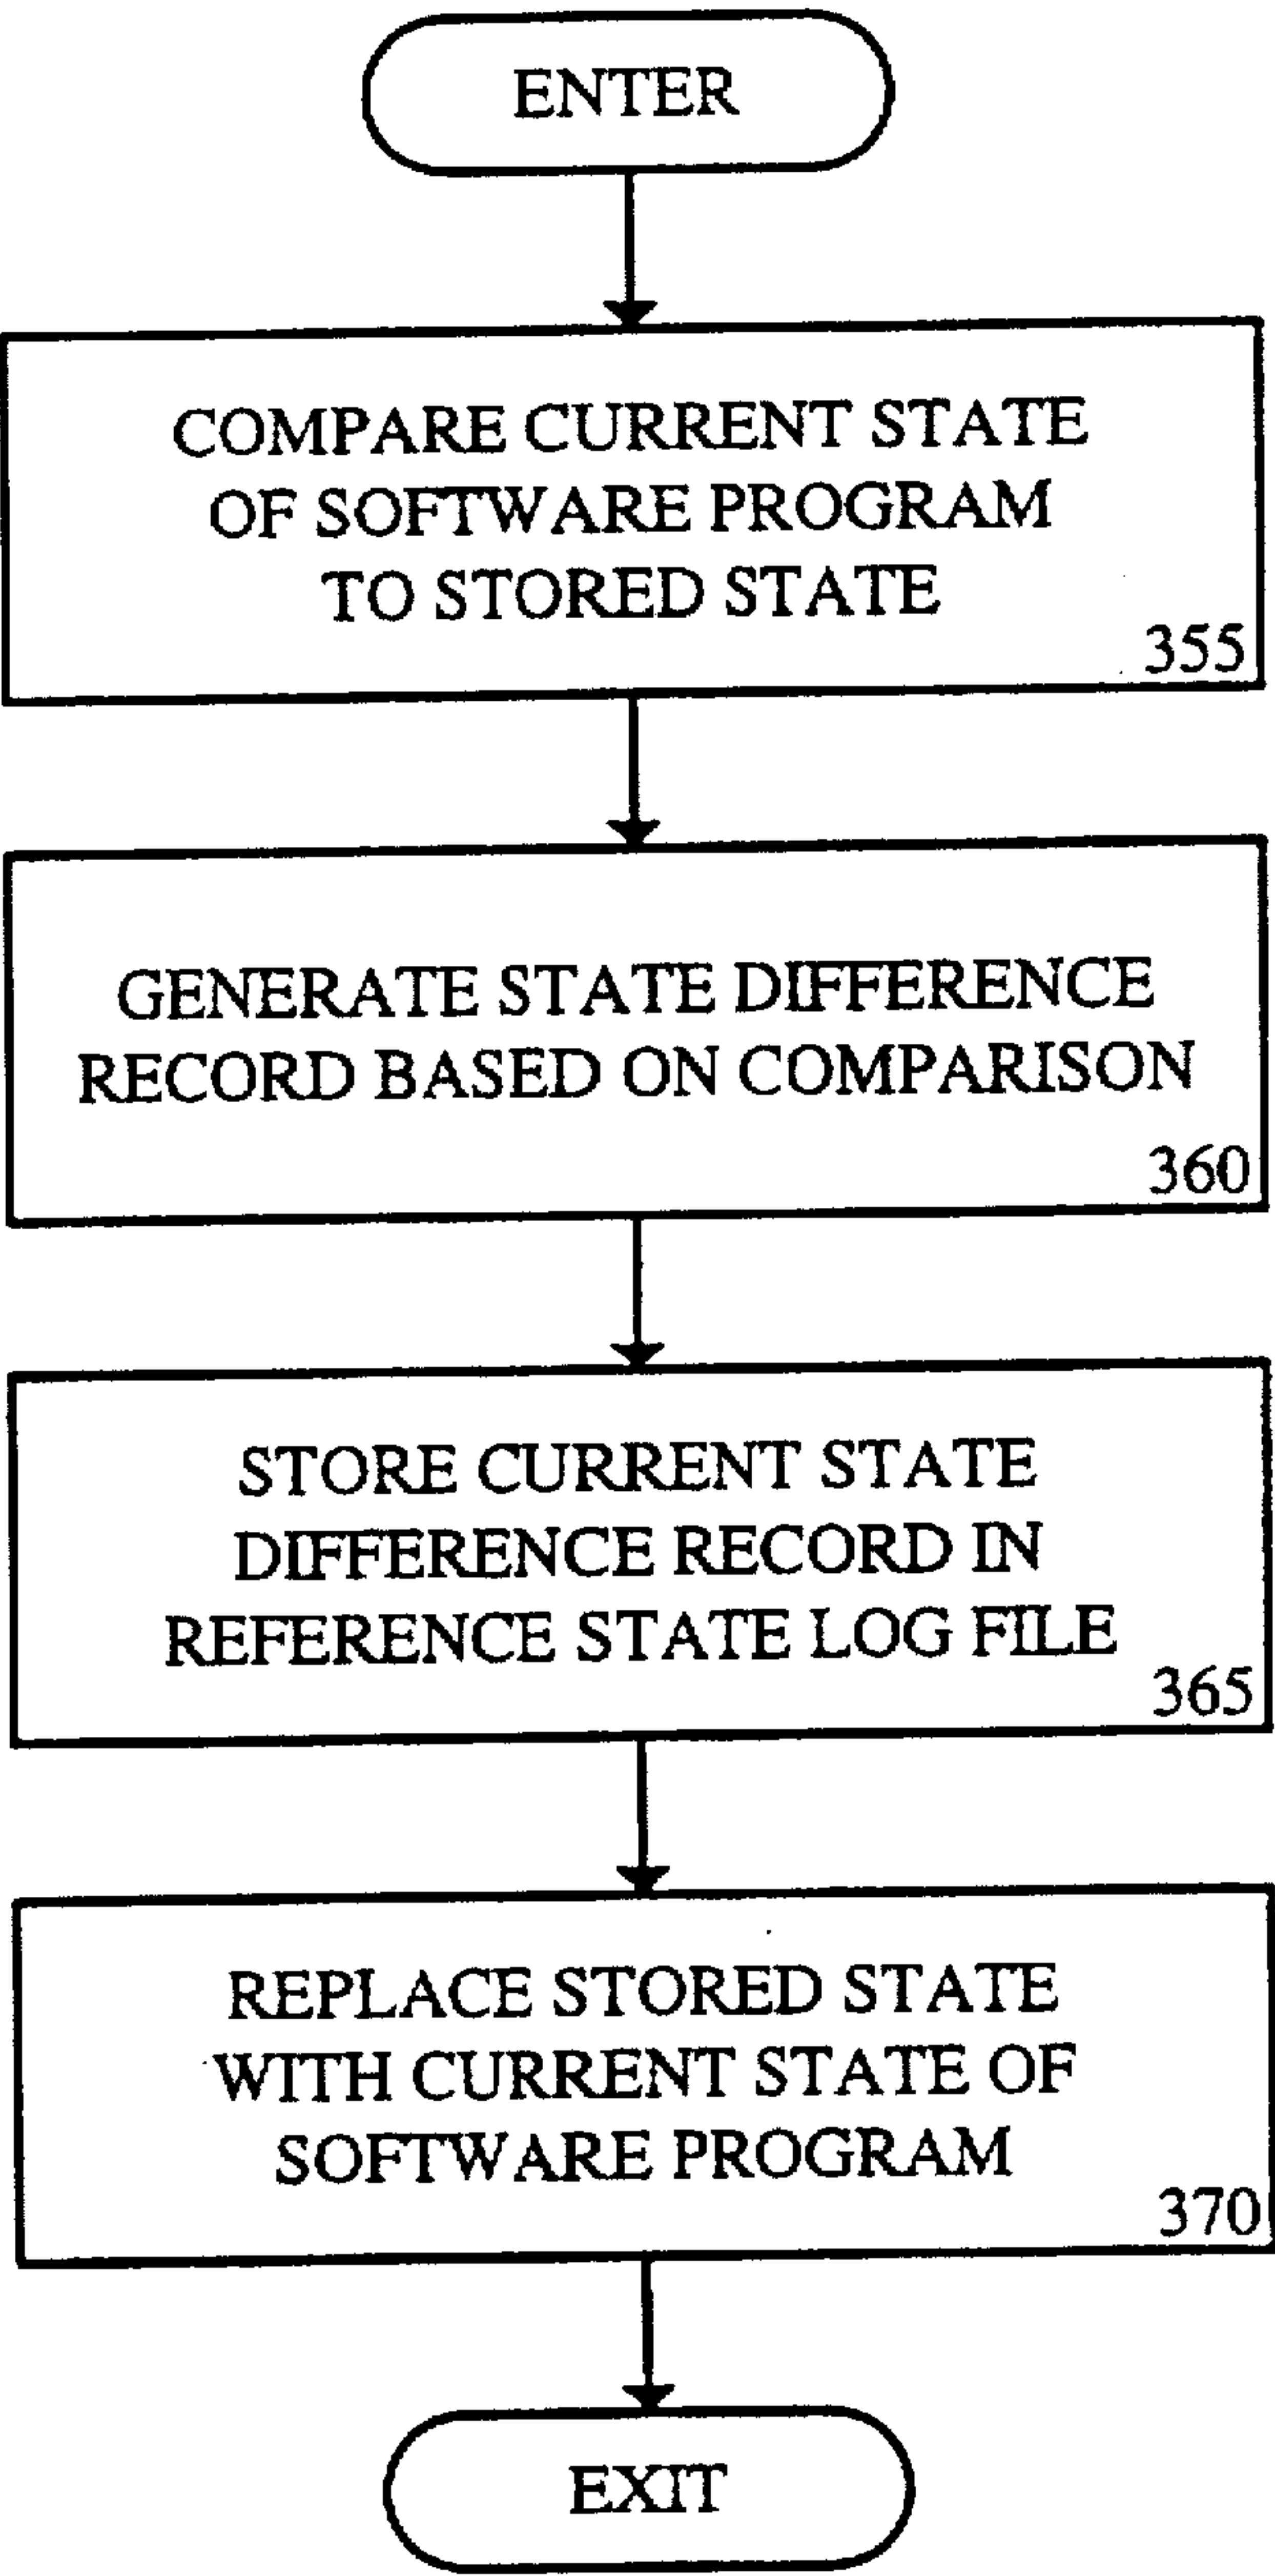 ENTER
COMPARE CURRENT STATE
OF SOFTWARE PROGRAM
TO STORED STATE
355
GENERATE STATE DIFFERENCE
RECORD BASED ON COMPARISON
360
STORE CURRENT STATE
DIFFERENCE RECORD IN
REFERENCE STATE LOG FILE
365
REPLACE STORED STATE
WITH CURRENT STATE OF
SOFTWARE PROGRAM
370
EXIT